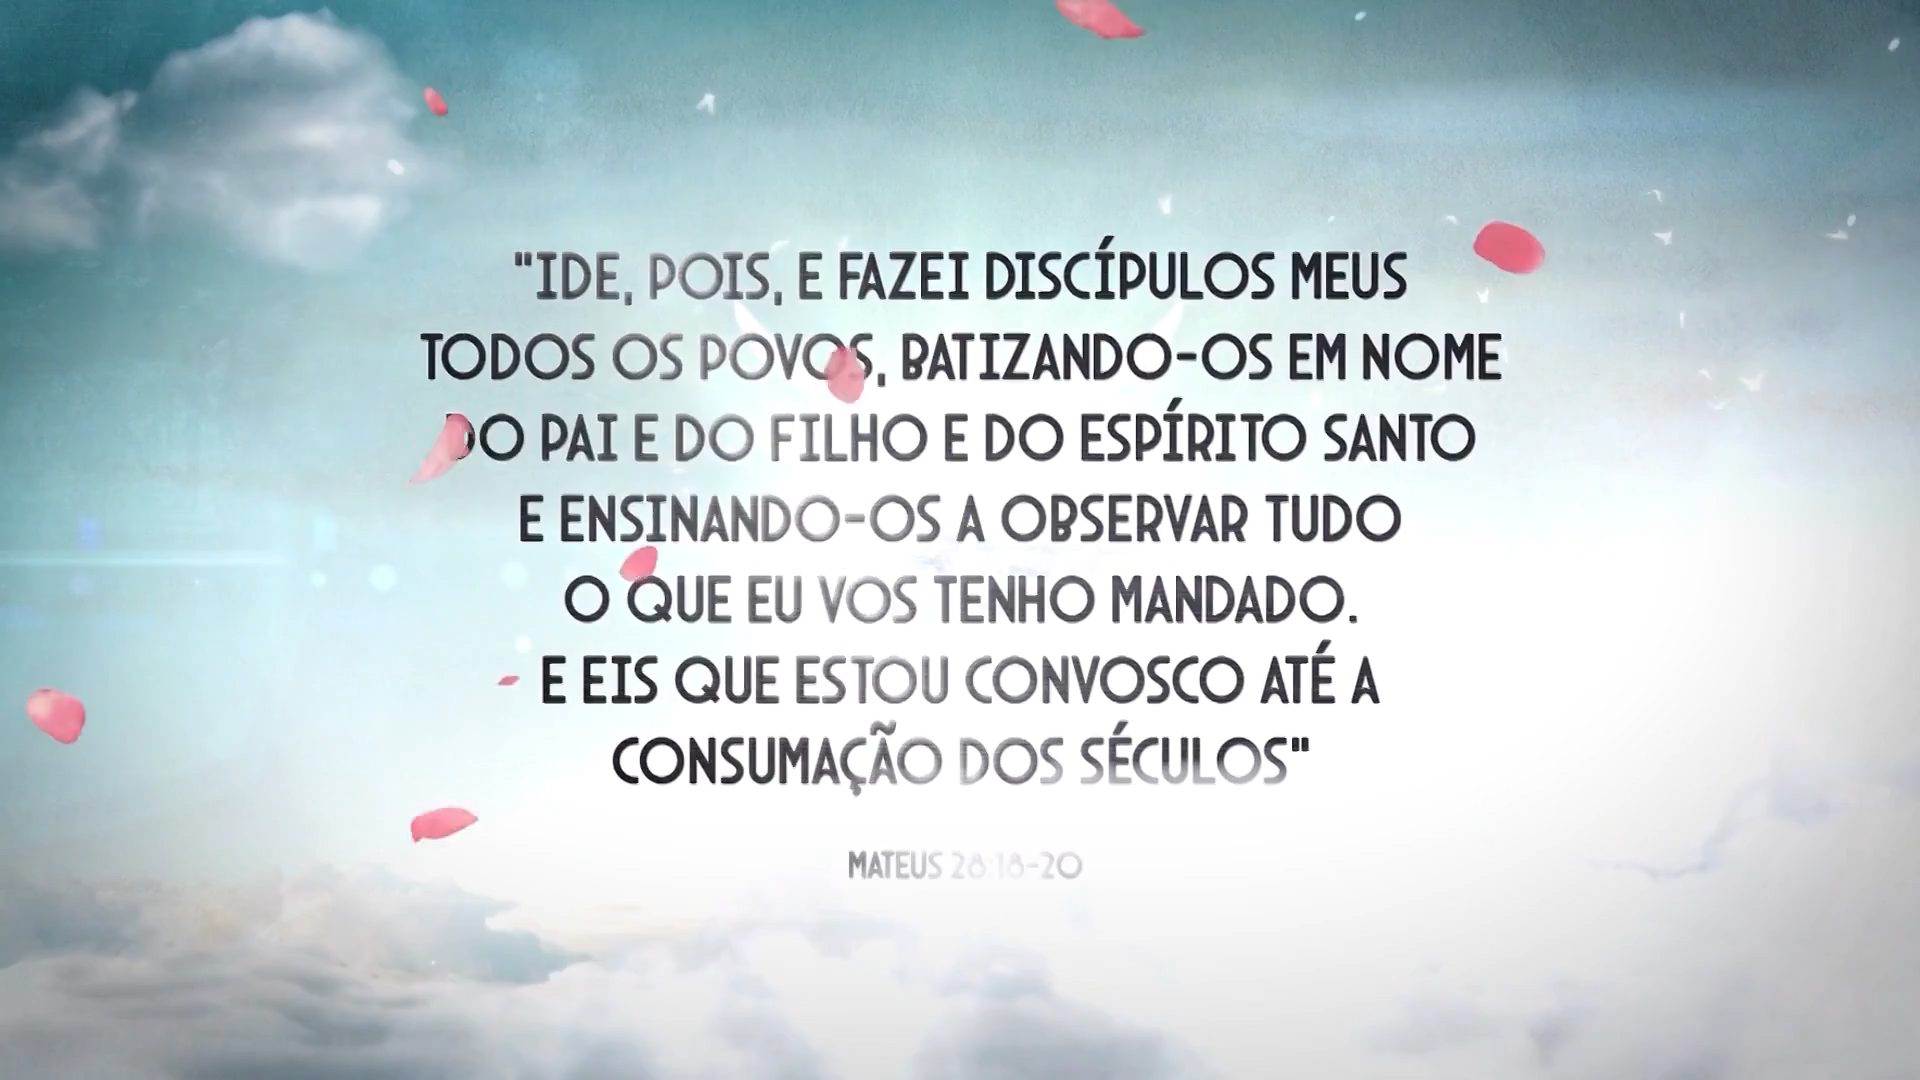 "IDE, POIS, E FAZEI DISCÍPULOS MEUS
TODOS OS POVOS, BATIZANDO-OS EM NOME
DO PAI E DO FILHO E DO ESPÍRITO SANTO
E ENSINANDO-OS A OBSERVAR TUDO
O QUE EU VOS TENHO MANDADO.
E EIS QUE ESTOU CONVOSCO ATÉ A
CONSUMAÇÃO DOS SÉCULOS"
MATEUS 28:18-20